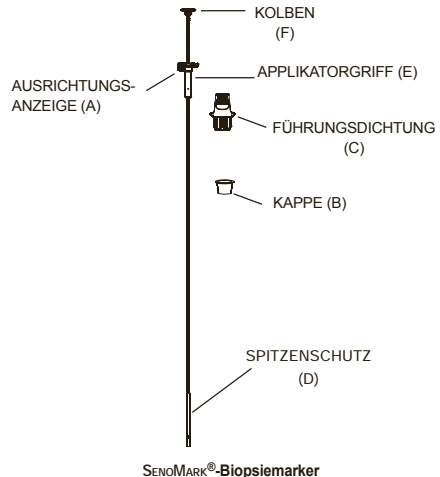 KOLBEN
(F)
AUSRICHTUNGS-
ANZEIGE (A)
APPLIKATORGRIFF (E)
FÜHRUNGSDICHTUNG
(C)
KAPPE (B)
SPITZENSCHUTZ
(D)
SENOMARK®-Biopsiemarker